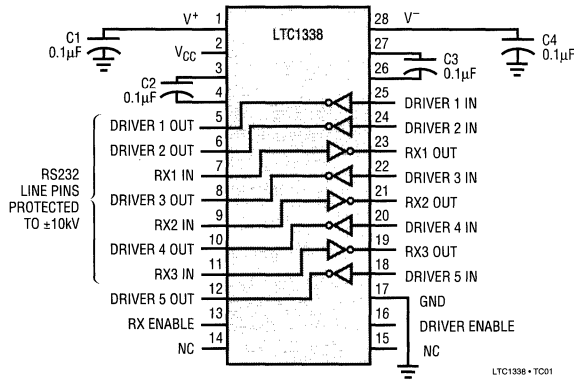 LTC1338
C1
0.1µF
V+
1
VCC
2
3
C2
0.1µF
4
5
DRIVER 1 OUT
6
DRIVER 2 OUT
7
RX1 IN
8
DRIVER 3 OUT
9
RX2 IN
10
DRIVER 4 OUT
11
RX3 IN
12
DRIVER 5 OUT
13
RX ENABLE
14
NC
RS232
LINE PINS
PROTECTED
TO ±10kV
28
V−
C4
0.1µF
27
C3
0.1µF
26
25
DRIVER 1 IN
24
DRIVER 2 IN
23
RX1 OUT
22
DRIVER 3 IN
21
RX2 OUT
20
DRIVER 4 IN
19
RX3 OUT
18
DRIVER 5 IN
17
GND
16
DRIVER ENABLE
15
NC
LTC1338 • TC01